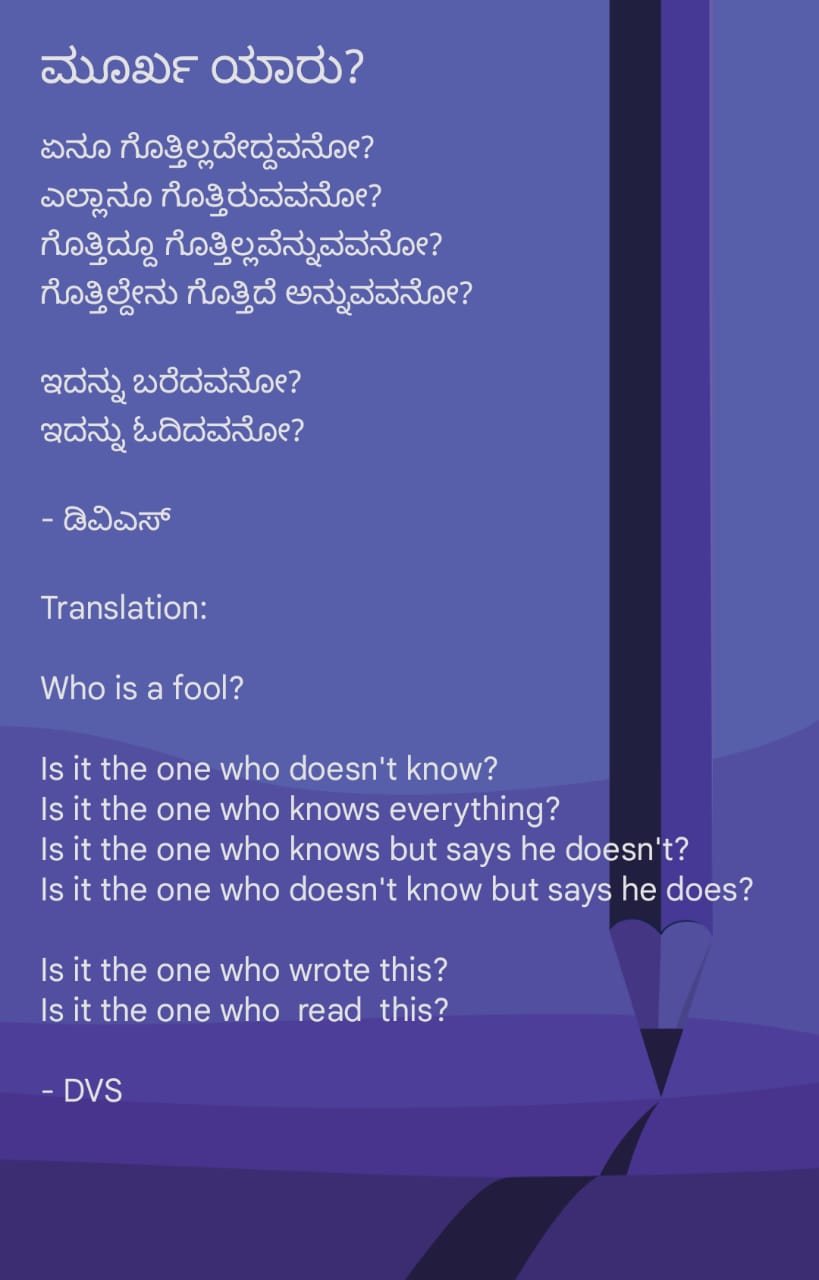 ಮೂರ್ಖ ಯಾರು?
ಏನೂ ಗೊತ್ತಿಲ್ಲದೇದ್ದವನೋ?
ಎಲ್ಲಾನೂ ಗೊತ್ತಿರುವವನೋ?
ಗೊತ್ತಿದ್ದೂ ಗೊತ್ತಿಲ್ಲವೆನ್ನುವವನೋ?
ಗೊತ್ತಿಲ್ದೇನು ಗೊತ್ತಿದೆ ಅನ್ನುವವನೋ?
ಇದನ್ನು ಬರೆದವನೋ?
ಇದನ್ನು ಓದಿದವನೋ?
- ಡಿವಿಎಸ್
Translation:
Who is a fool?
Is it the one who doesn't know?
Is it the one who knows everything?
Is it the one who knows but says he doesn't?
Is it the one who doesn't know but says he does?
Is it the one who wrote this?
Is it the one who  read  this?
- DVS